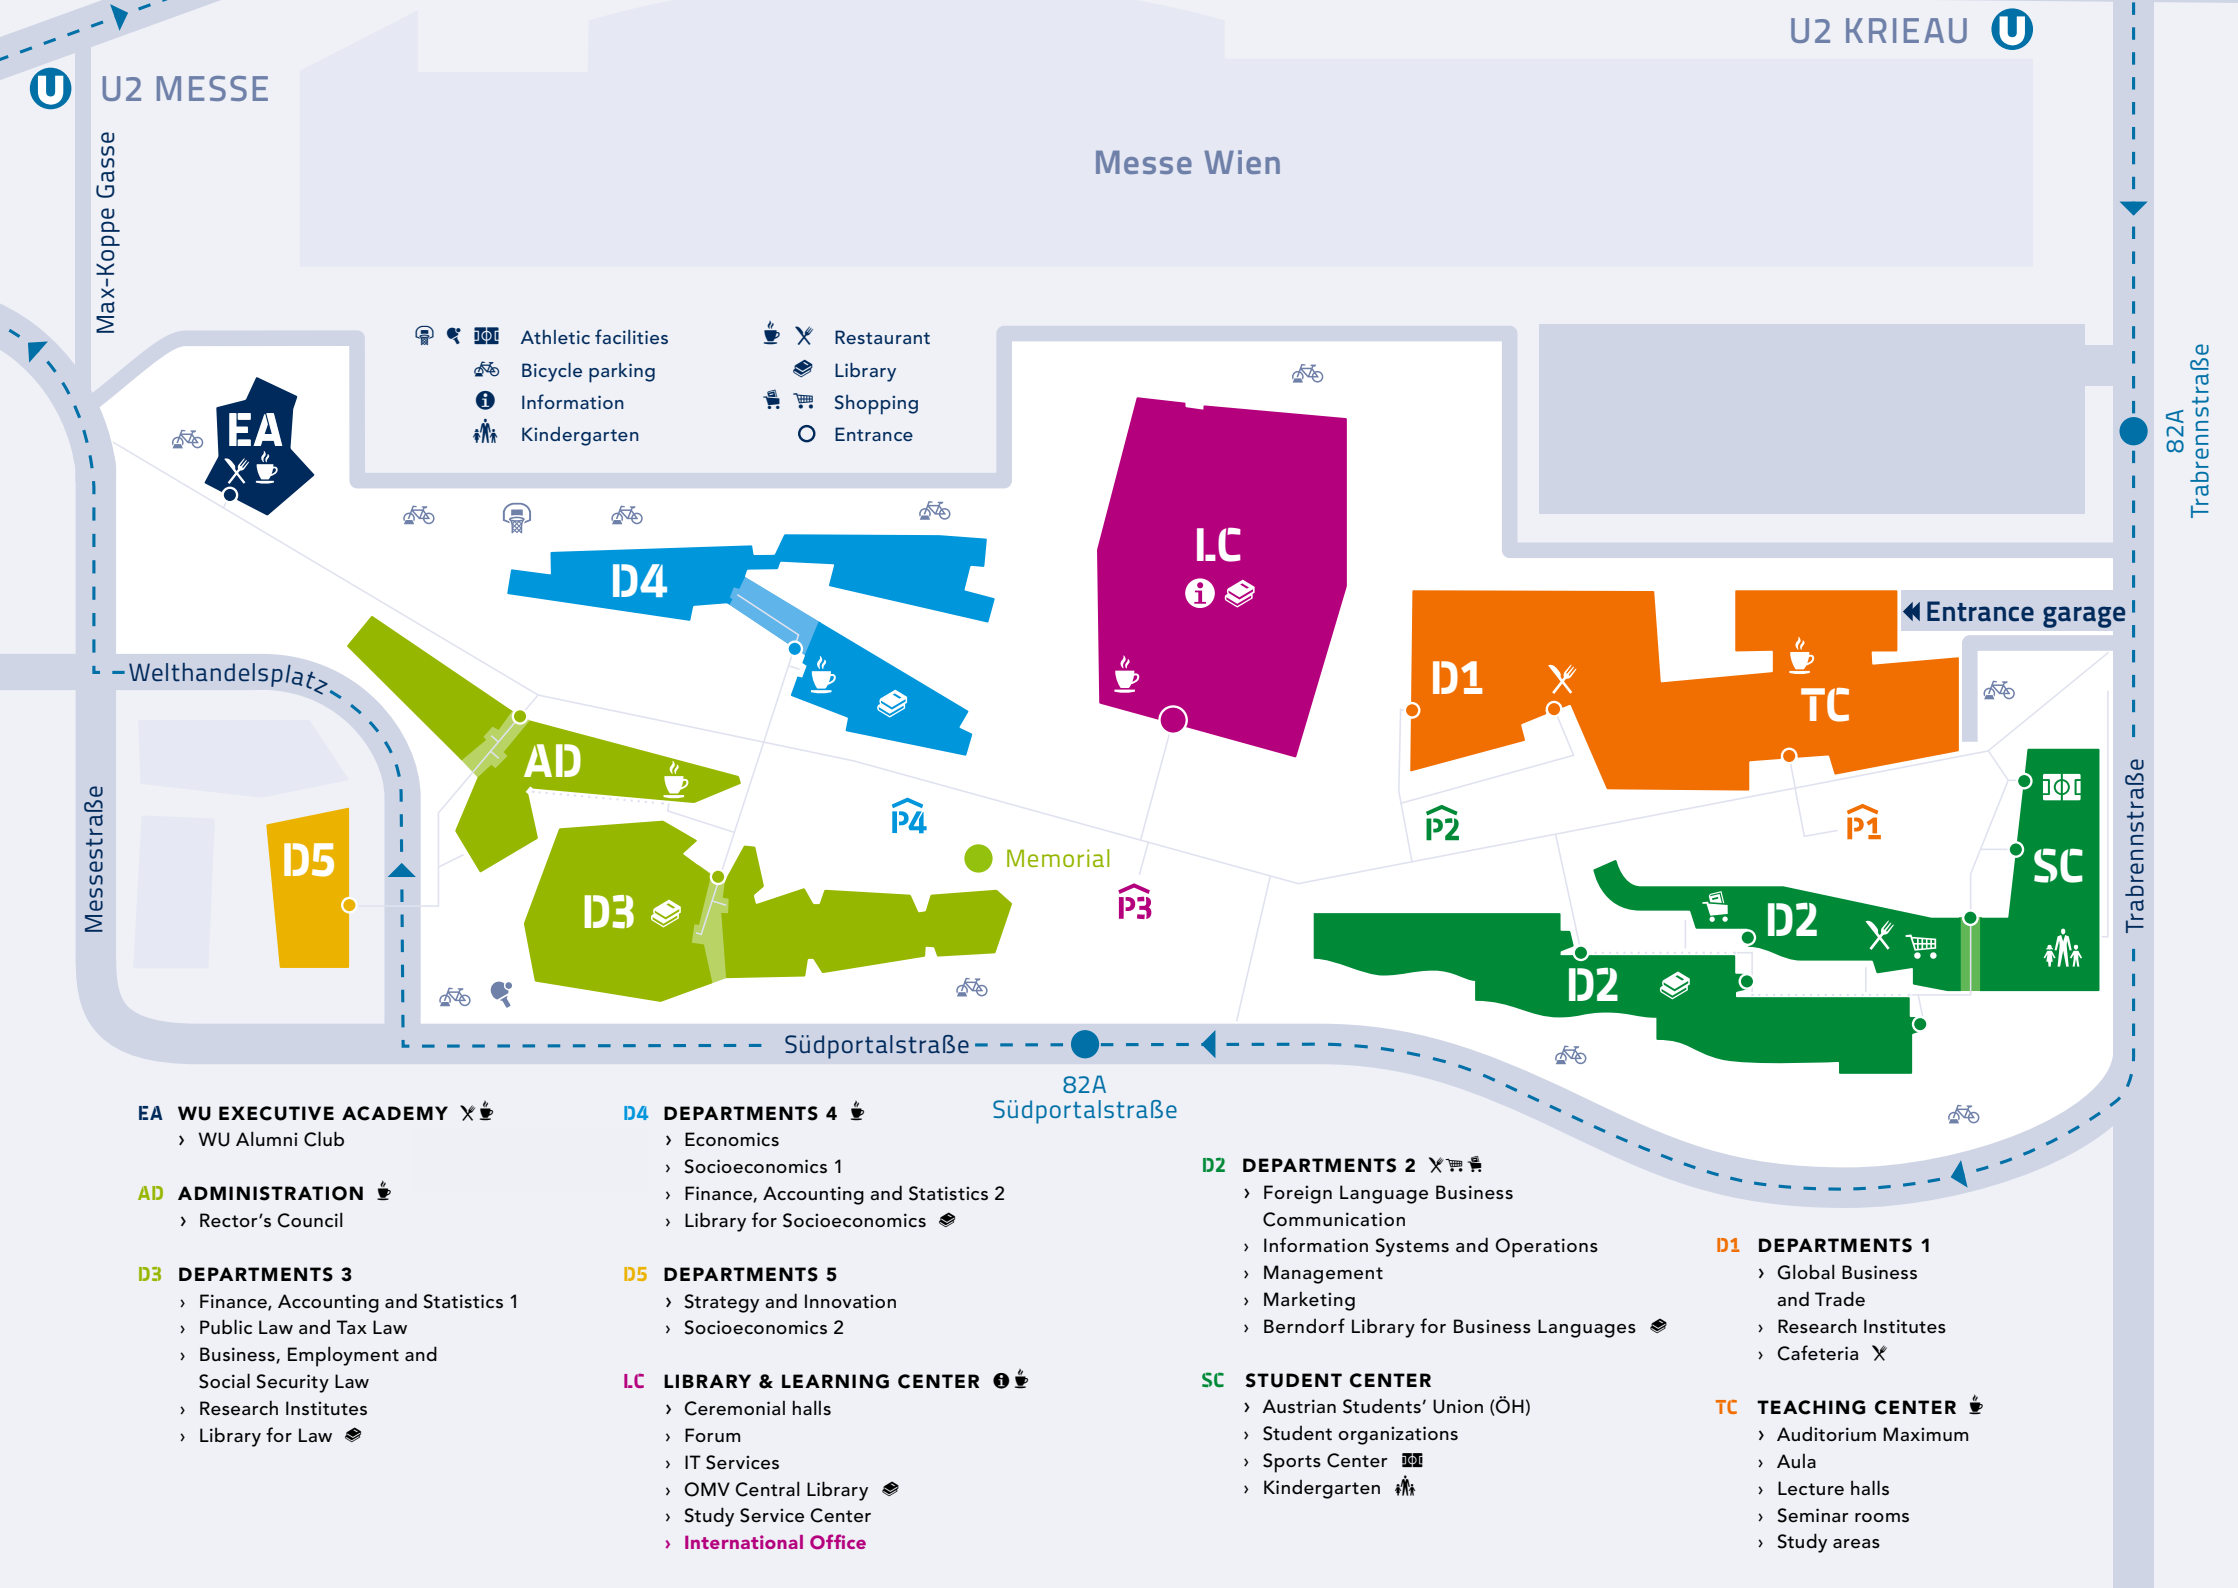 U2 KRIEAU U
U U2 MESSE
Max-Koppe Gasse
Messe Wien
Athletic facilities
Bicycle parking
Information
Kindergarten
Restaurant
Library
Shopping
Entrance
82A
Trabrennstraße
EA
LC
D4
Entrance garage
D1
TC
Welthandelsplatz
AD
P4
P2
P1
Memorial
D5
D3
P3
SC
D2
D2
Messestraße
Trabrennstraße
Südportalstraße
82A
Südportalstraße
EA WU EXECUTIVE ACADEMY
› WU Alumni Club
AD ADMINISTRATION
› Rector's Council
D3 DEPARTMENTS 3
› Finance, Accounting and Statistics 1
› Public Law and Tax Law
› Business, Employment and
Social Security Law
› Research Institutes
› Library for Law
D4 DEPARTMENTS 4
› Economics
› Socioeconomics 1
› Finance, Accounting and Statistics 2
› Library for Socioeconomics
D5 DEPARTMENTS 5
› Strategy and Innovation
› Socioeconomics 2
LC LIBRARY & LEARNING CENTER
› Ceremonial halls
› Forum
› IT Services
› OMV Central Library
› Study Service Center
› International Office
D2 DEPARTMENTS 2
› Foreign Language Business
Communication
› Information Systems and Operations
› Management
› Marketing
› Berndorf Library for Business Languages
SC STUDENT CENTER
› Austrian Students' Union (ÖH)
› Student organizations
› Sports Center
› Kindergarten
D1 DEPARTMENTS 1
› Global Business
and Trade
› Research Institutes
› Cafeteria
TC TEACHING CENTER
› Auditorium Maximum
› Aula
› Lecture halls
› Seminar rooms
› Study areas